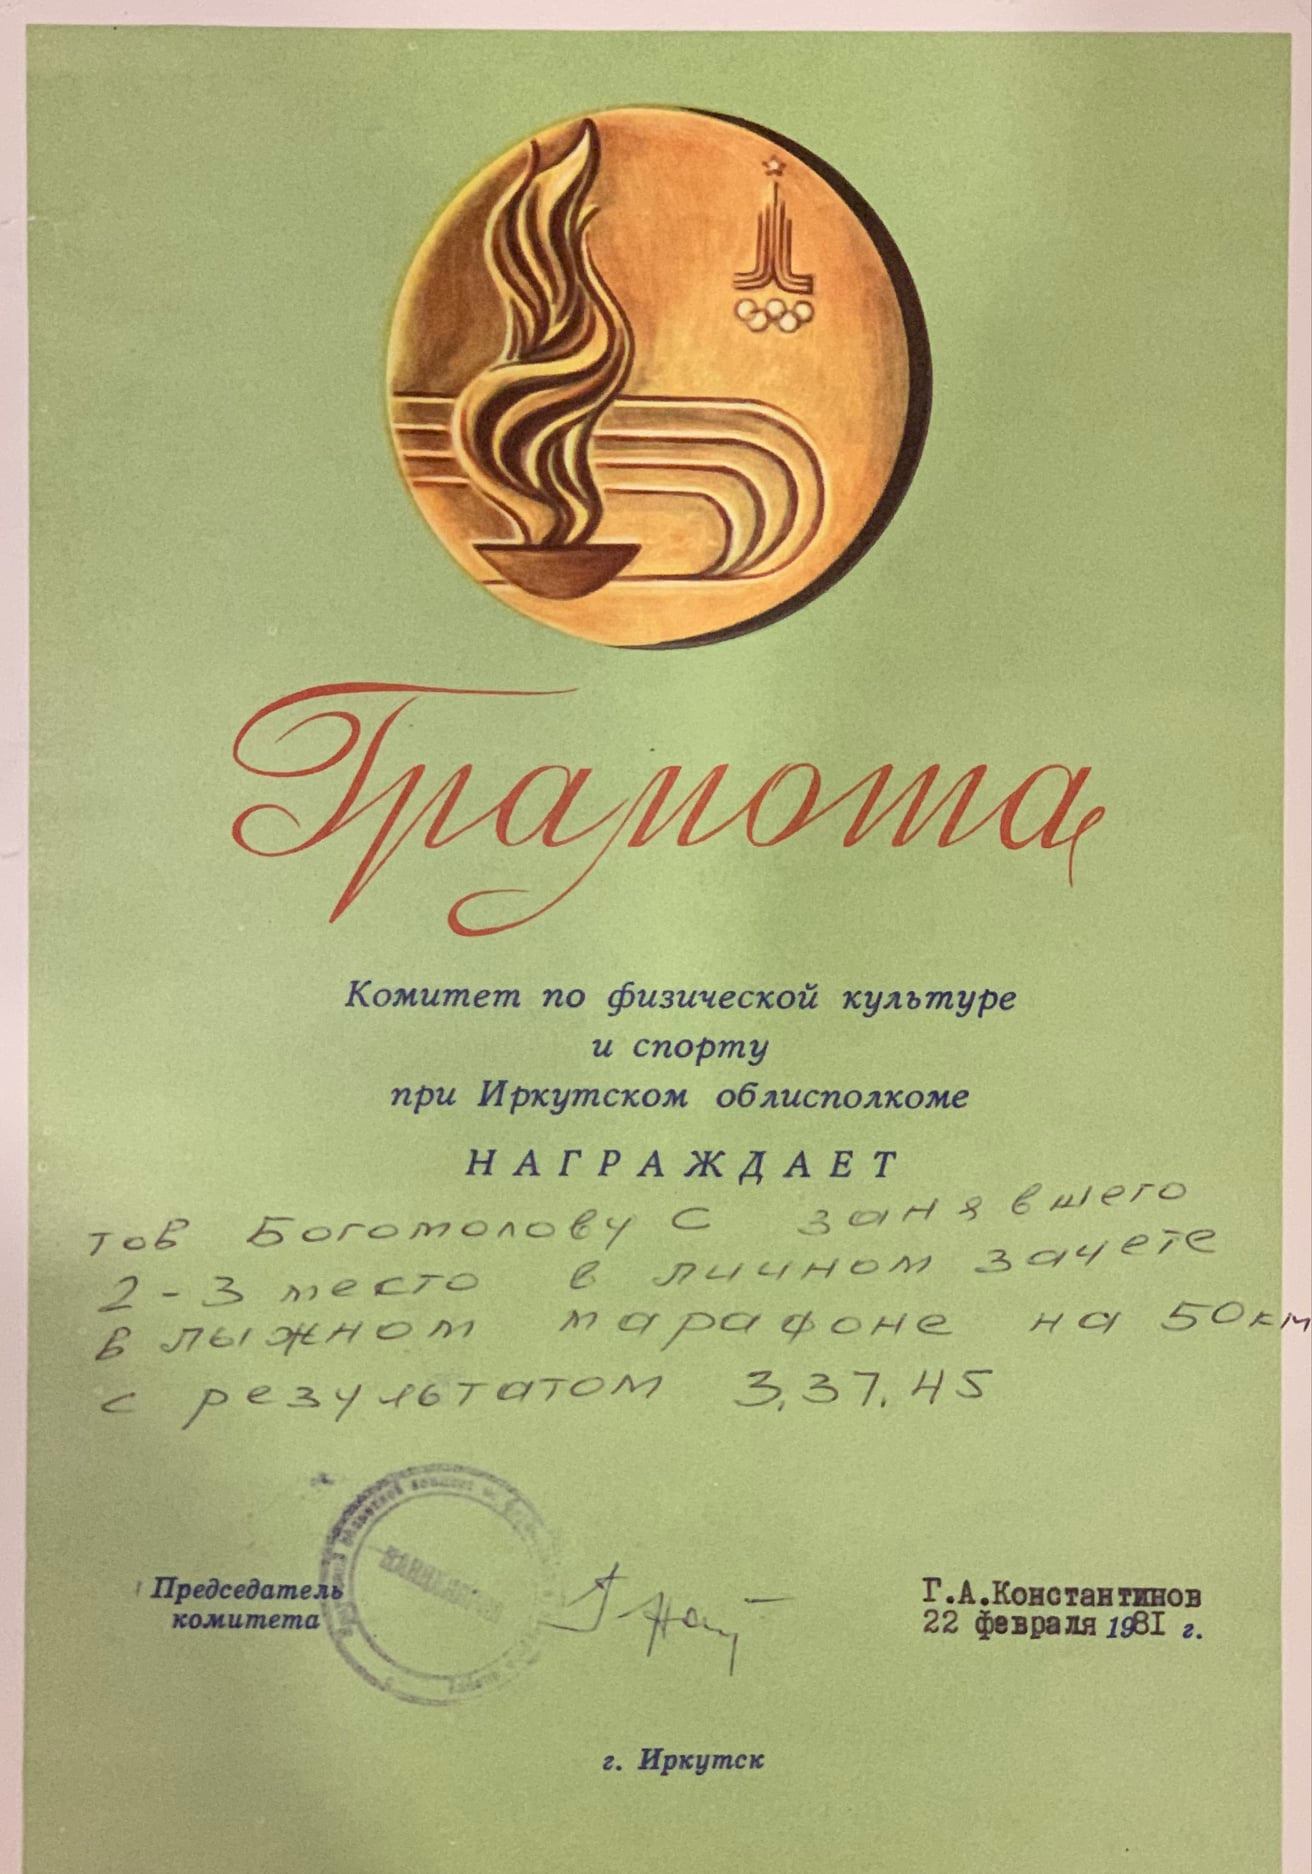 Грамота
Комитет по физической культуре
и спорту
при Иркутском облисполкоме
НАГРАЖДАЕТ
тов Богомолову С занявшего
2-3 место в личном зачете
в лыжном марафоне на 50км
с результатом 3.37.45
Председатель
комитета
Г.А.Константинов
22 февраля 1981 г.
г. Иркутск